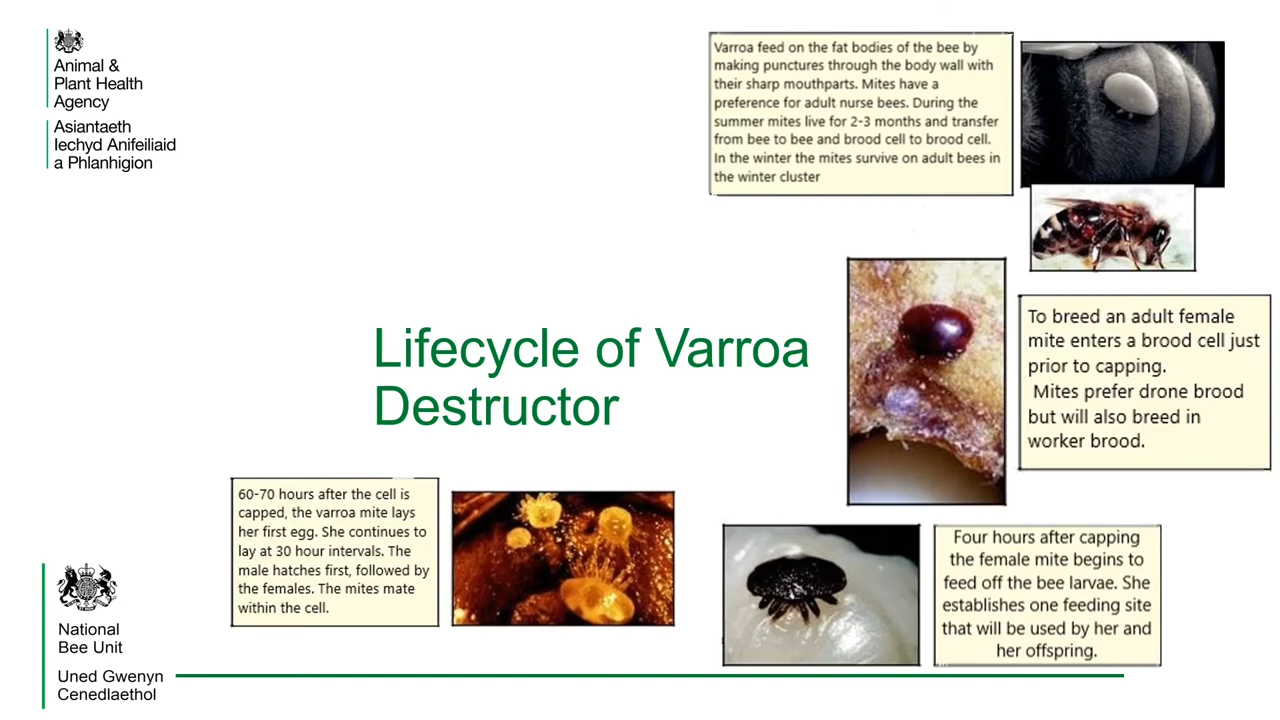 Animal &
Plant Health
Agency
Asiantaeth
Iechyd Anifeiliaid
a Phlanhigion
Varroa feed on the fat bodies of the bee by
making punctures through the body wall with
their sharp mouthparts. Mites have a
preference for adult nurse bees. During the
summer mites live for 2-3 months and transfer
from bee to bee and brood cell to brood cell.
In the winter the mites survive on adult bees in
the winter cluster
Lifecycle of Varroa
Destructor
To breed an adult female
mite enters a brood cell just
prior to capping.
Mites prefer drone brood
but will also breed in
worker brood.
Four hours after capping
the female mite begins to
feed off the bee larvae. She
establishes one feeding site
that will be used by her and
her offspring.
60-70 hours after the cell is
capped, the varroa mite lays
her first egg. She continues to
lay at 30 hour intervals. The
male hatches first, followed by
the females. The mites mate
within the cell.
National
Bee Unit
Uned Gwenyn
Cenedlaethol